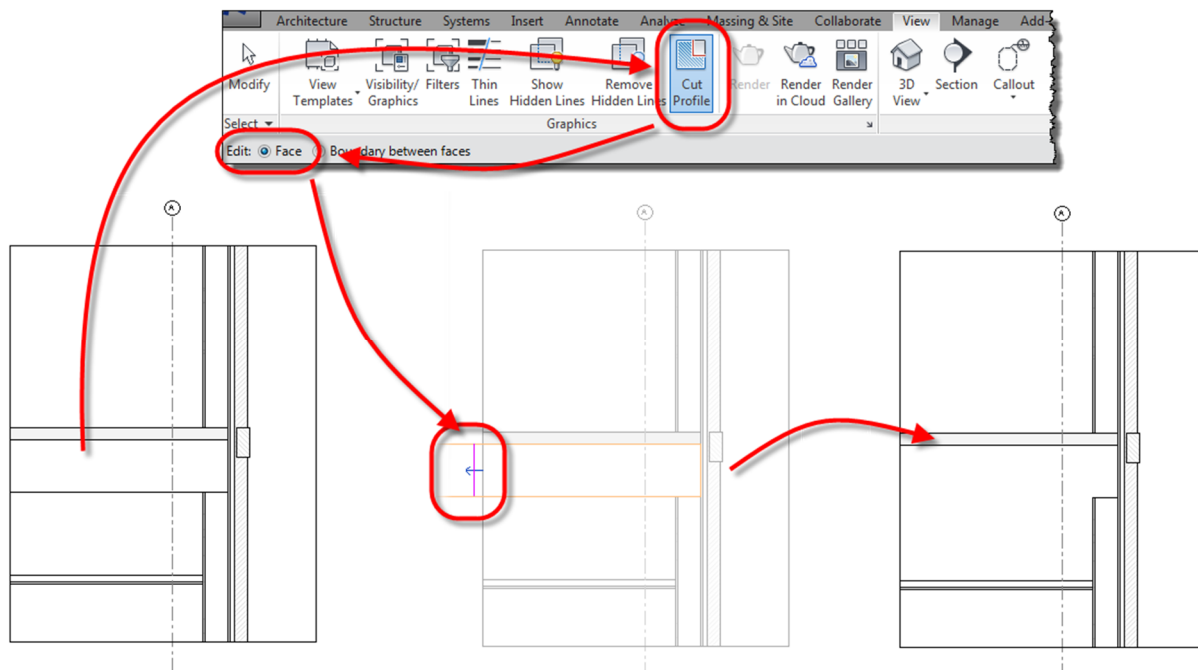 Architecture Structure Systems Insert Annotate Analyze Massing & Site Collaborate View Manage Add-
Modify View Templates Visibility/ Graphics Filters Thin Lines Show Hidden Lines Remove Hidden Lines Cut Profile Render Render in Cloud Render Gallery 3D View Section Callout
Select Graphics
Edit: Face Boundary between faces
A A A